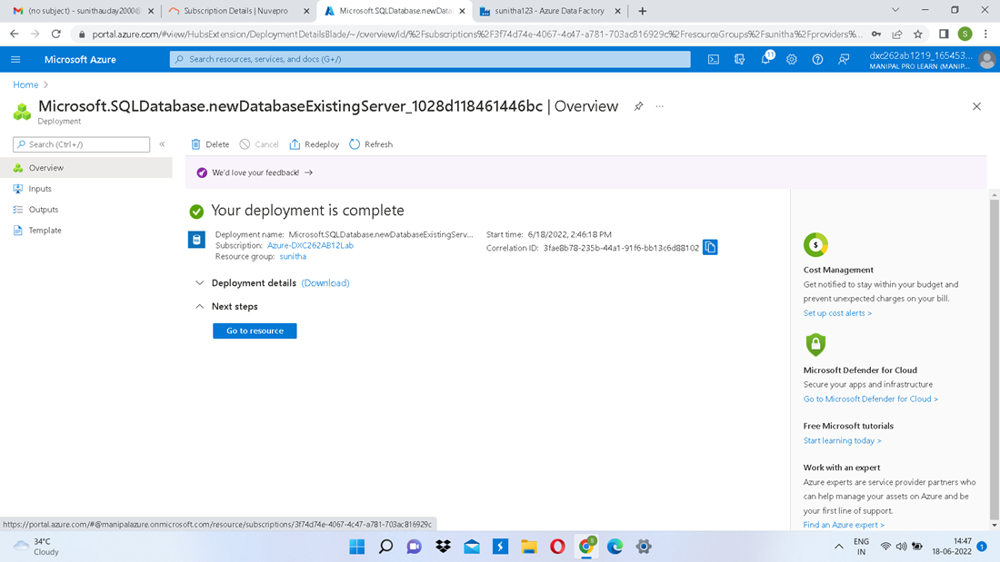 (no subject) - sunithauday2000@
Subscription Details | Nuvepro
Microsoft.SQLDatabase.newData
sunitha123 - Azure Data Factory
portal.azure.com/#view/HubsExtension/DeploymentDetailsBlade/~/overview/id/%2Fsubscriptions%2F3f74d74e-4067-4c47-a781-703ac816929c%2FresourceGroups%2Fsunitha%2Fproviders%...
S
Microsoft Azure
Search resources, services, and docs (G+/)
11
dxc262ab1219_165453...
MANIPAL PRO LEARN (MANIP...
Home >
Microsoft.SQLDatabase.newDatabaseExistingServer_1028d118461446bc | Overview
Deployment
Search (Ctrl+/)
Overview
Inputs
Outputs
Template
Delete
Cancel
Redeploy
Refresh
We'd love your feedback! →
Your deployment is complete
Deployment name: Microsoft.SQLDatabase.newDatabaseExistingServ...
Subscription: Azure-DXC262AB12Lab
Resource group: sunitha
Start time: 6/18/2022, 2:46:18 PM
Correlation ID: 3fae8b78-235b-44a1-91f6-bb13c6d88102
Deployment details (Download)
Next steps
Go to resource
Cost Management
Get notified to stay within your budget and
prevent unexpected charges on your bill.
Set up cost alerts >
Microsoft Defender for Cloud
Secure your apps and infrastructure
Go to Microsoft Defender for Cloud >
Free Microsoft tutorials
Start learning today >
Work with an expert
Azure experts are service provider partners who
can help manage your assets on Azure and be
your first line of support.
Find an Azure expert >
https://portal.azure.com/#@manipalazure.onmicrosoft.com/resource/subscriptions/3f74d74e-4067-4c47-a781-703ac816929c
34°C
Cloudy
ENG
IN
14:47
18-06-2022
1